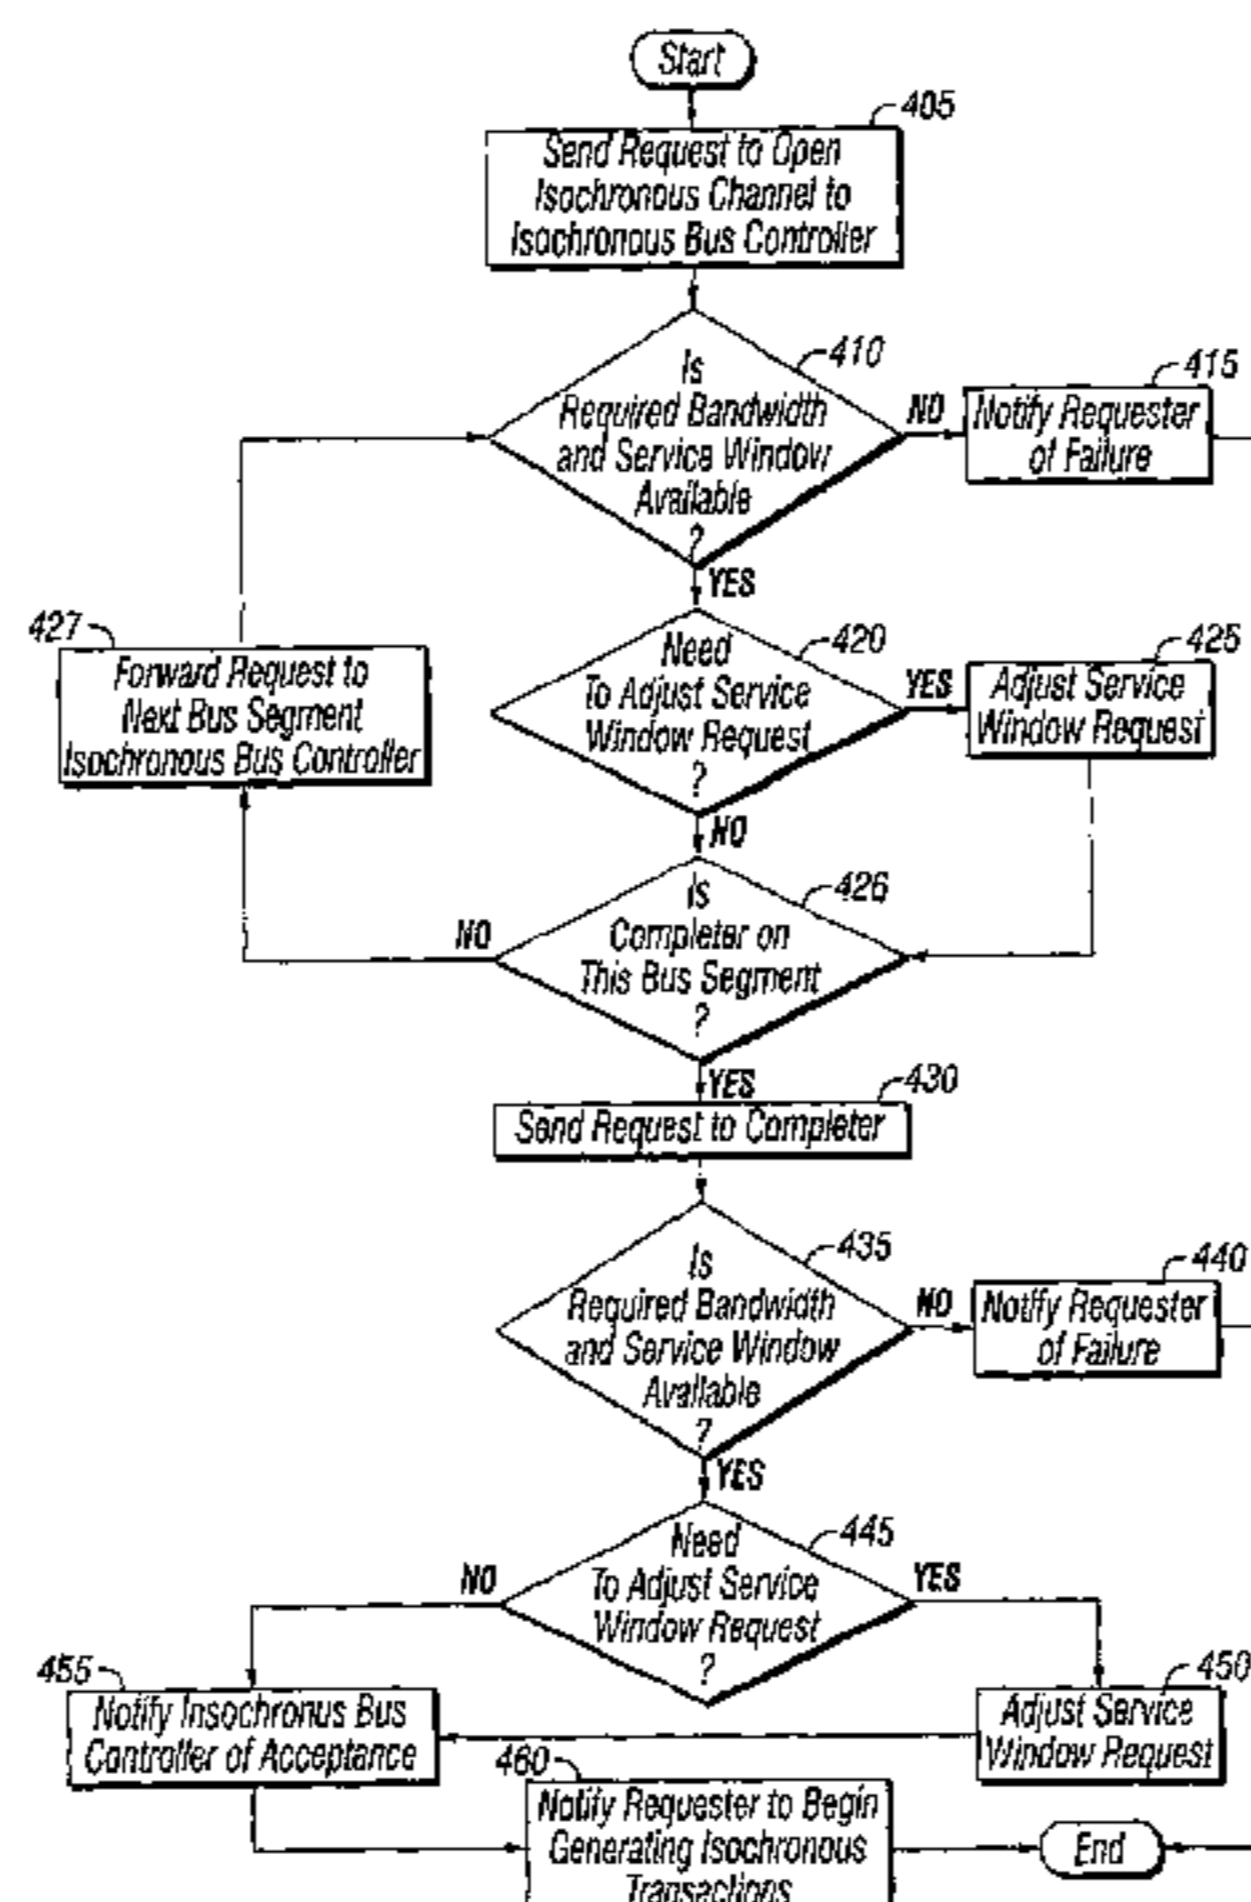 Start
405
Send Request to Open
Isochronous Channel to
Isochronous Bus Controller
410
Is
Required Bandwidth
and Service Window
Available
?
NO
415
Notify Requester
of Failure
YES
427
Forward Request to
Next Bus Segment
Isochronous Bus Controller
420
Need
To Adjust Service
Window Request
?
YES
425
Adjust Service
Window Request
NO
426
Is
Completer on
This Bus Segment
?
NO
YES
430
Send Request to Completer
435
Is
Required Bandwidth
and Service Window
Available
?
NO
440
Notify Requester
of Failure
YES
445
Need
To Adjust Service
Window Request
?
NO
YES
455
Notify Insochronus Bus
Controller of Acceptance
450
Adjust Service
Window Request
460
Notify Requester to Begin
Generating Isochronous
Transactions
End